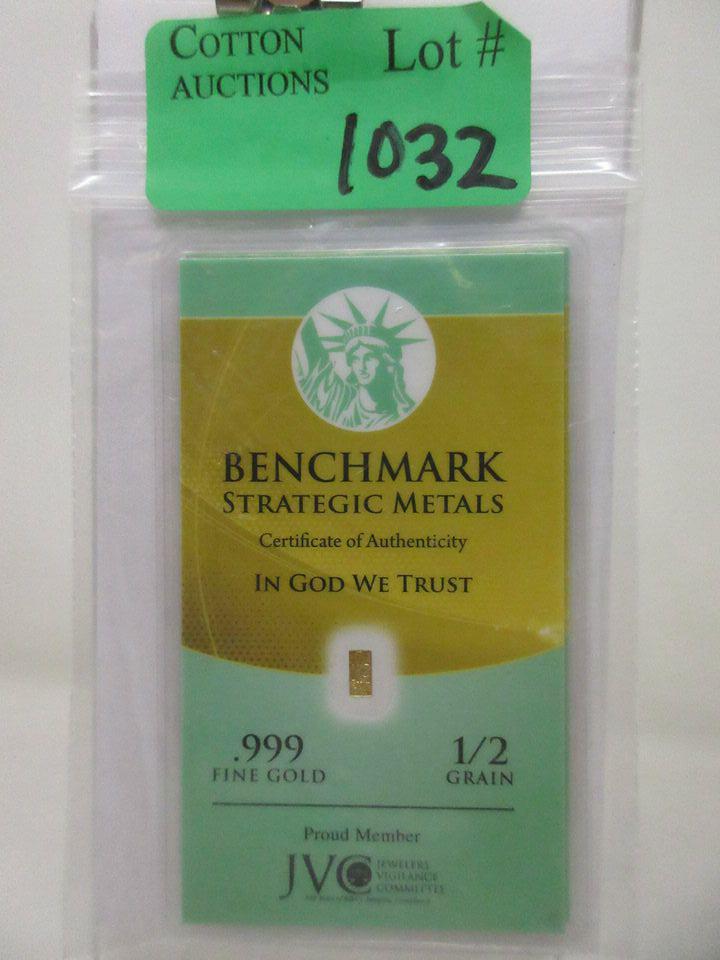 COTTON
AUCTIONS
Lot #
1032
BENCHMARK
STRATEGIC METALS
Certificate of Authenticity
IN GOD WE TRUST
.999
FINE GOLD
1/2
GRAIN
Proud Member
JVC
JEWELERS
VIGILANCE
COMMITTEE